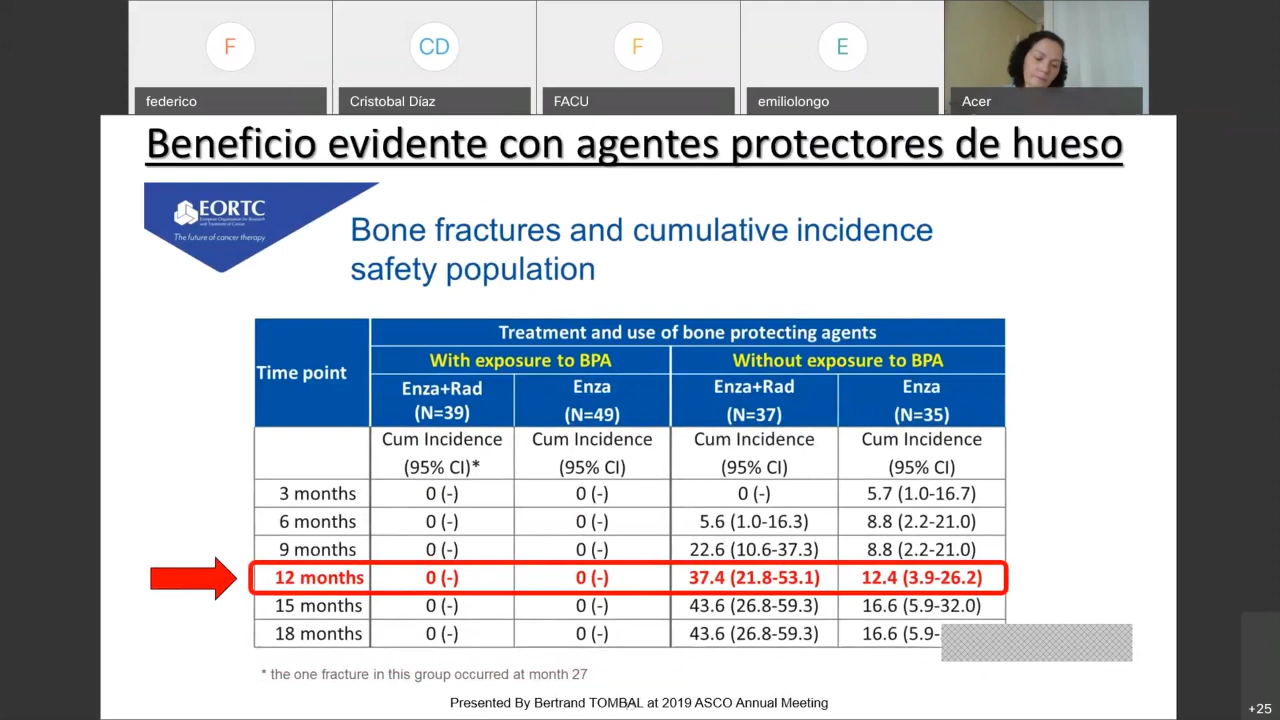 F
CD
F
E
federico
Cristobal Díaz
FACU
emiliolongo
Acer
Beneficio evidente con agentes protectores de hueso
EORTC
European Organisation for Research
and Treatment of Cancer
The future of cancer therapy
Bone fractures and cumulative incidence
safety population
Time point
Treatment and use of bone protecting agents
With exposure to BPA Without exposure to BPA
Enza+Rad Enza Enza+Rad Enza
(N=39) (N=49) (N=37) (N=35)
Cum Incidence Cum Incidence Cum Incidence Cum Incidence
(95% CI)* (95% CI) (95% CI) (95% CI)
3 months 0 (-) 0 (-) 0 (-) 5.7 (1.0-16.7)
6 months 0 (-) 0 (-) 5.6 (1.0-16.3) 8.8 (2.2-21.0)
9 months 0 (-) 0 (-) 22.6 (10.6-37.3) 8.8 (2.2-21.0)
12 months 0 (-) 0 (-) 37.4 (21.8-53.1) 12.4 (3.9-26.2)
15 months 0 (-) 0 (-) 43.6 (26.8-59.3) 16.6 (5.9-32.0)
18 months 0 (-) 0 (-) 43.6 (26.8-59.3) 16.6 (5.9-
* the one fracture in this group occurred at month 27
Presented By Bertrand TOMBAL at 2019 ASCO Annual Meeting
+25